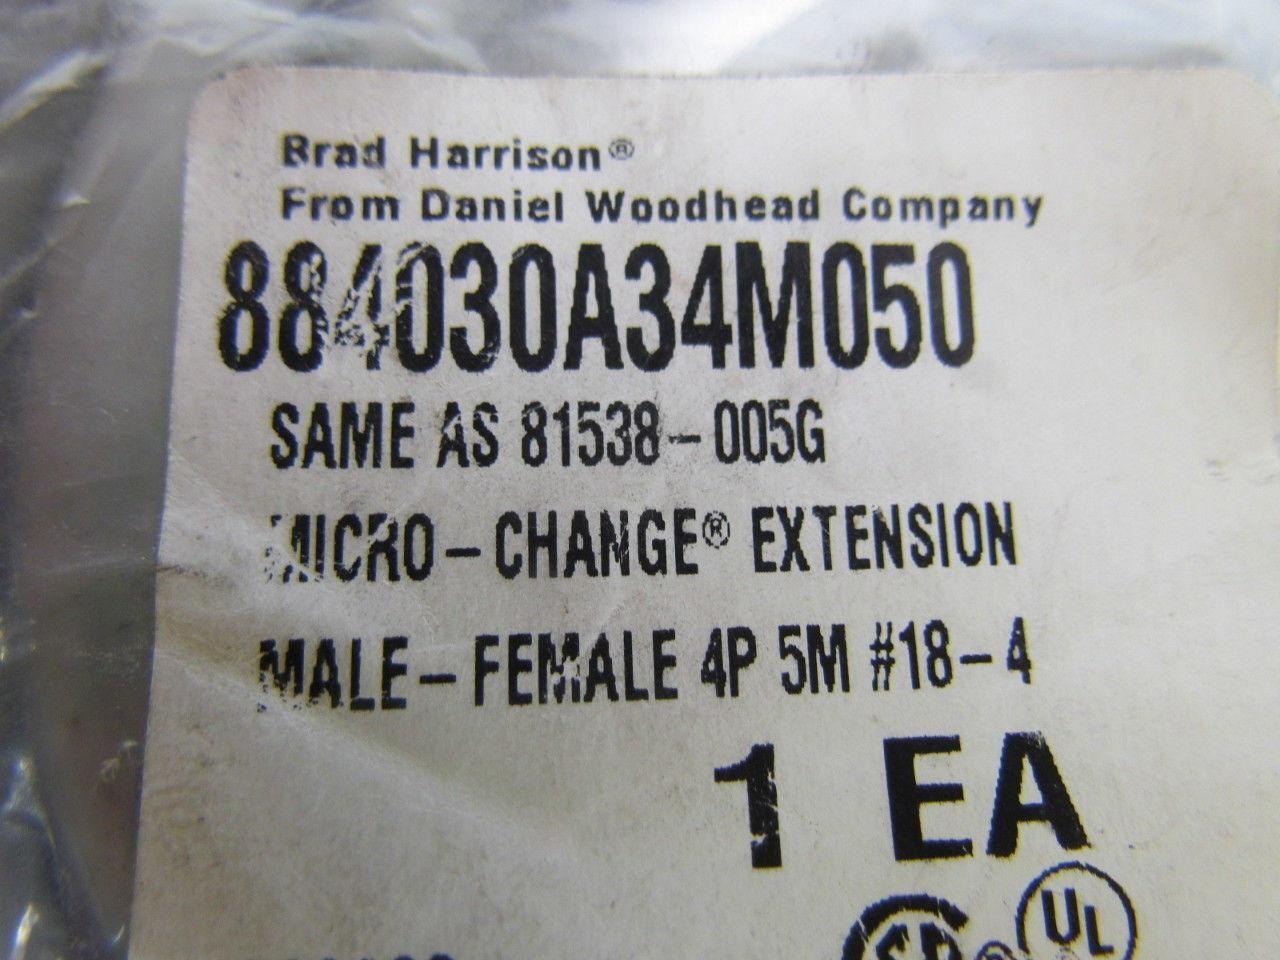 Brad Harrison®
From Daniel Woodhead Company
884030A34M050
SAME AS 81538-005G
MICRO-CHANGE® EXTENSION
MALE-FEMALE 4P 5M #18-4
1 EA
UL